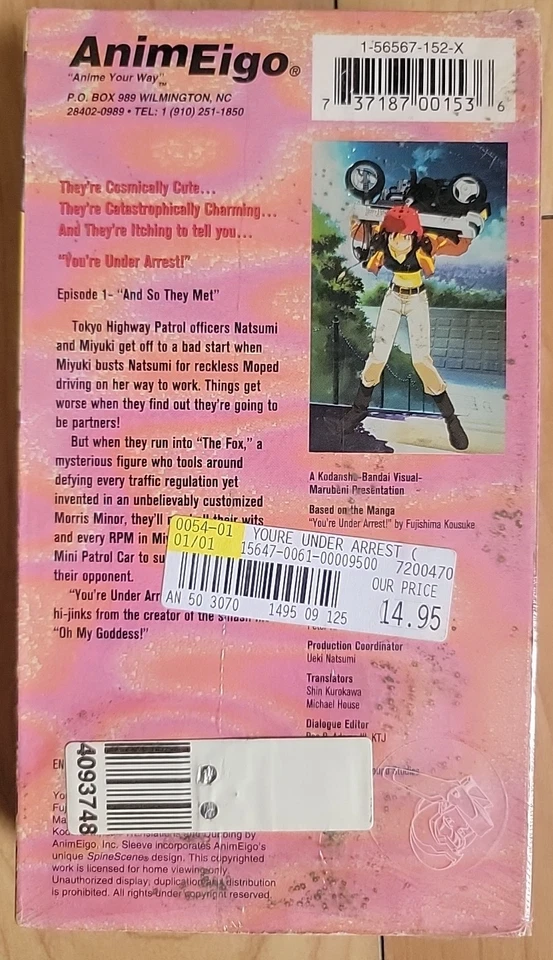 AnimEigo®
"Anime Your Way"™
P.O. BOX 989 WILMINGTON, NC
28402-0989 • TEL: 1 (910) 251-1850
1-56567-152-X
7 37187 00153 6
They're Cosmically Cute...
They're Catastrophically Charming...
And They're Itching to tell you...
"You're Under Arrest!"
Episode 1- "And So They Met"
Tokyo Highway Patrol officers Natsumi
and Miyuki get off to a bad start when
Miyuki busts Natsumi for reckless Moped
driving on her way to work. Things get
worse when they find out they're going to
be partners!
But when they run into "The Fox," a
mysterious figure who tools around
defying every traffic regulation yet
invented in an unbelievably customized
Morris Minor, they'll their wits
and every RPM in
Mini Patrol Car to
their opponent.
"You're Under
hi-jinks from the creator of the
"Oh My Goddess!"
A Kodansha-Bandai Visual-
Marubeni Presentation
Based on the Manga
"You're Under Arrest!" by Fujishima Kousuke
0054-01
01/01
YOURE UNDER ARREST (
15647-0061-00009500 7200470
OUR PRICE
AN 50 3070 1495 09 125
14.95
Production Coordinator
Ueki Natsumi
Translators
Shin Kurokawa
Michael House
Dialogue Editor
KTJ
Studios
4093748
EN
and Dubbing by
AnimEigo, Inc. Sleeve incorporates AnimEigo's
unique SpineScene® design. This copyrighted
work is licensed for home viewing only.
Unauthorized display, duplication or distribution
is prohibited. All rights under copyright reserved.